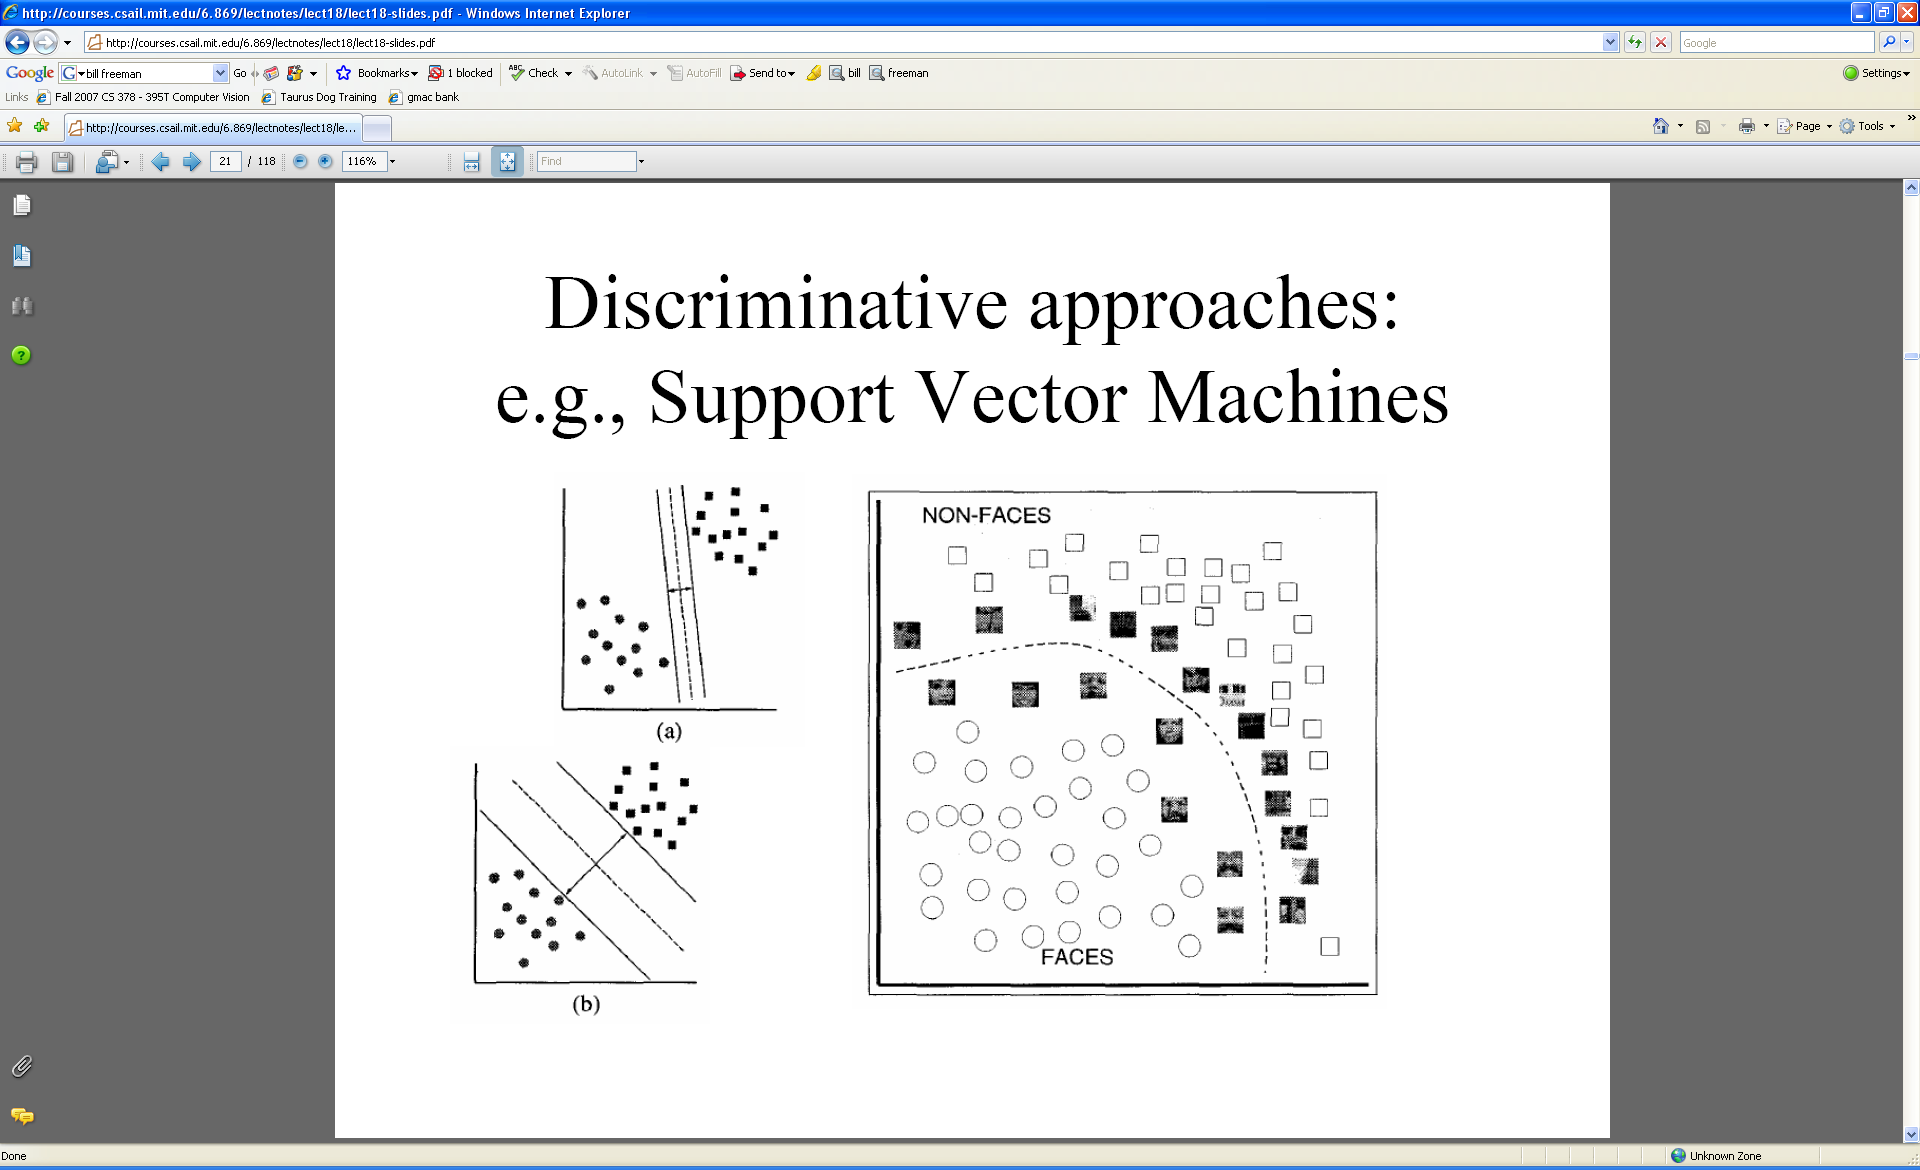 http://courses.csail.mit.edu/6.869/lectnotes/lect18/lect18-slides.pdf - Windows Internet Explorer
http://courses.csail.mit.edu/6.869/lectnotes/lect18/lect18-slides.pdf
Google
Google
bill freeman
Go
Bookmarks
1 blocked
ABC
Check
AutoLink
AutoFill
Send to
bill
freeman
Settings
Links
Fall 2007 CS 378 - 395T Computer Vision
Taurus Dog Training
gmac bank
http://courses.csail.mit.edu/6.869/lectnotes/lect18/le...
Page
Tools
21 / 118
116%
Find
Discriminative approaches:
e.g., Support Vector Machines
(a)
(b)
NON-FACES
FACES
Done
Unknown Zone